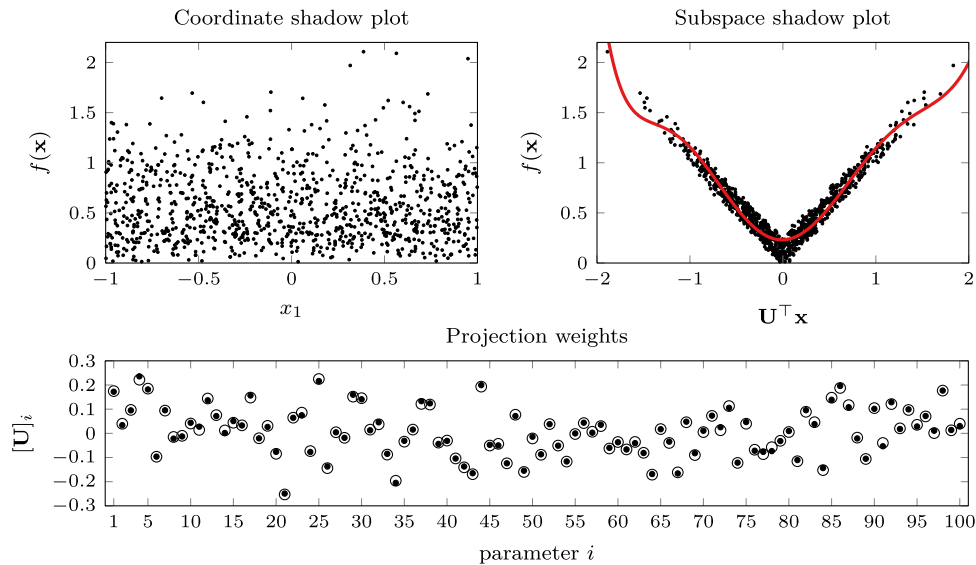 Coordinate shadow plot
Subspace shadow plot
2
1.5
1
0.5
0
f(x)
−1 −0.5 0 0.5 1
x₁
2
1.5
1
0.5
0
f(x)
−2 −1 0 1 2
U⊤x
Projection weights
0.3
0.2
0.1
0
−0.1
−0.2
−0.3
[U]ᵢ
1 5 10 15 20 25 30 35 40 45 50 55 60 65 70 75 80 85 90 95 100
parameter i